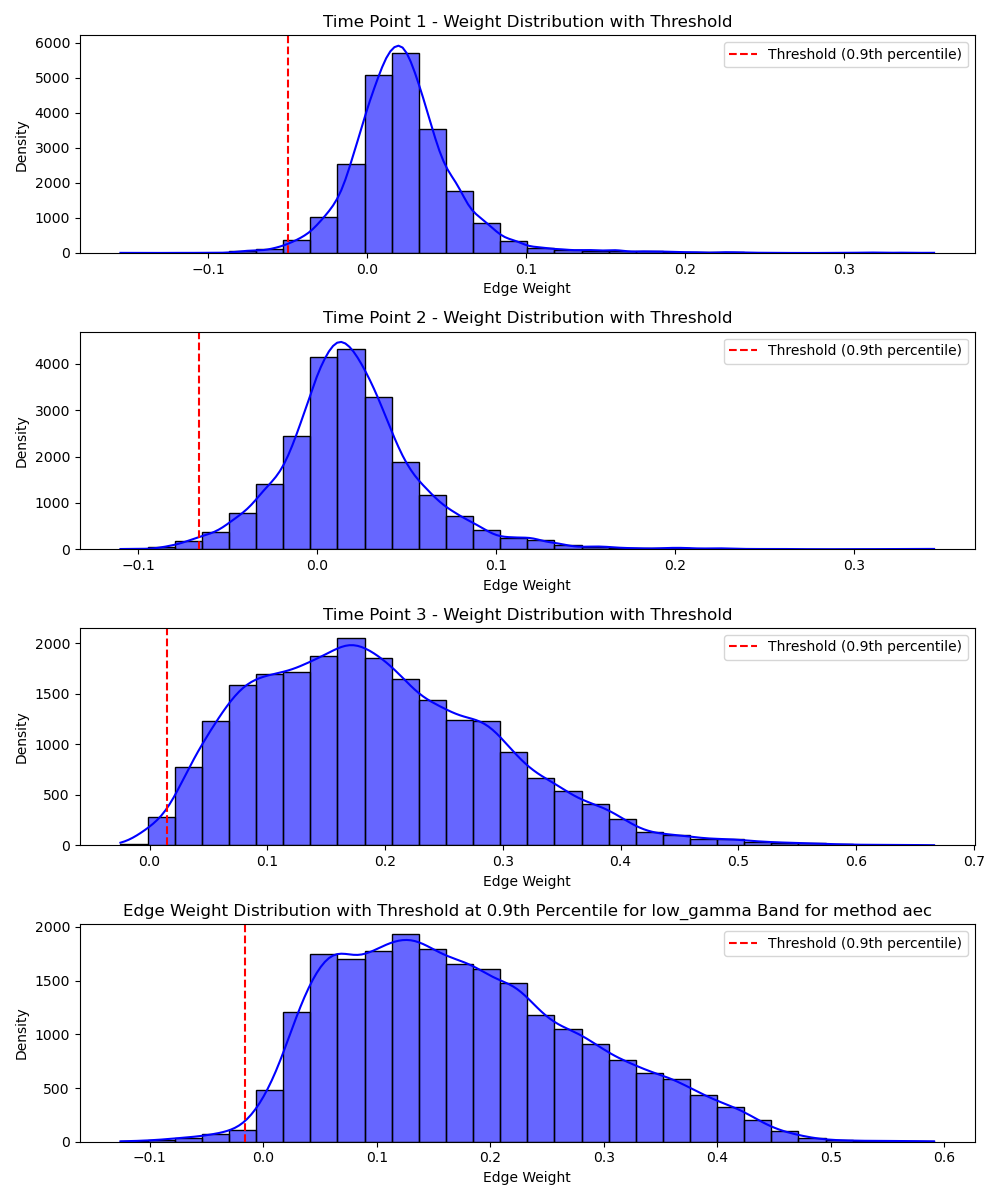 Time Point 1 - Weight Distribution with Threshold
Density
6000
5000
4000
3000
2000
1000
0
Threshold (0.9th percentile)
−0.1 0.0 0.1 0.2 0.3
Edge Weight
Time Point 2 - Weight Distribution with Threshold
Density
4000
3000
2000
1000
0
Threshold (0.9th percentile)
−0.1 0.0 0.1 0.2 0.3
Edge Weight
Time Point 3 - Weight Distribution with Threshold
Density
2000
1500
1000
500
0
Threshold (0.9th percentile)
0.0 0.1 0.2 0.3 0.4 0.5 0.6 0.7
Edge Weight
Edge Weight Distribution with Threshold at 0.9th Percentile for low_gamma Band for method aec
Density
2000
1500
1000
500
0
Threshold (0.9th percentile)
−0.1 0.0 0.1 0.2 0.3 0.4 0.5 0.6
Edge Weight